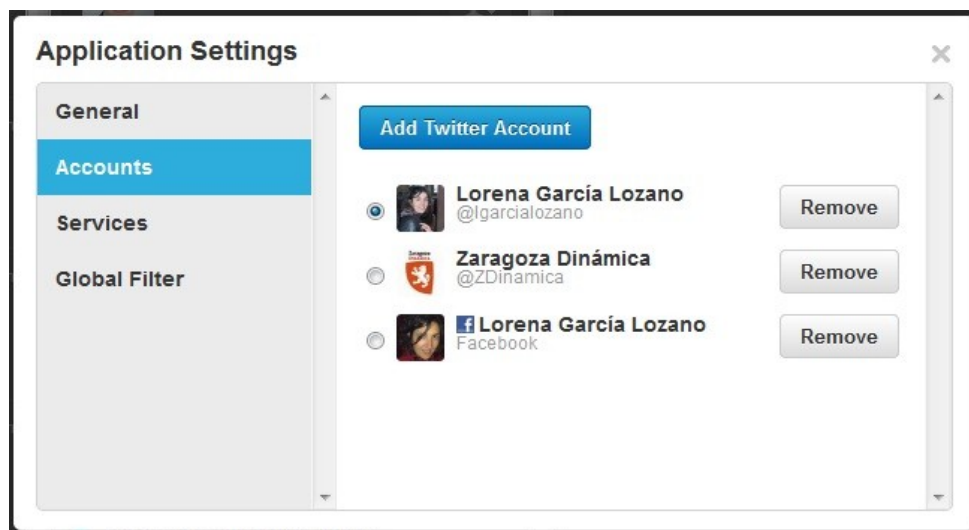 Application Settings
General
Accounts
Services
Global Filter
Add Twitter Account
Lorena García Lozano
@lgarcialozano
Remove
Zaragoza Dinámica
@ZDinamica
Remove
Lorena García Lozano
Facebook
Remove